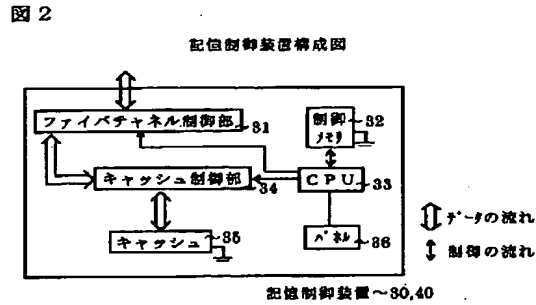 図2
記憶制御装置構成図
ファイバチャネル制御部
31
制御
メモリ
32
キャッシュ制御部
34
CPU
33
キャッシュ
35
パネル
36
データの流れ
制御の流れ
記憶制御装置~30,40